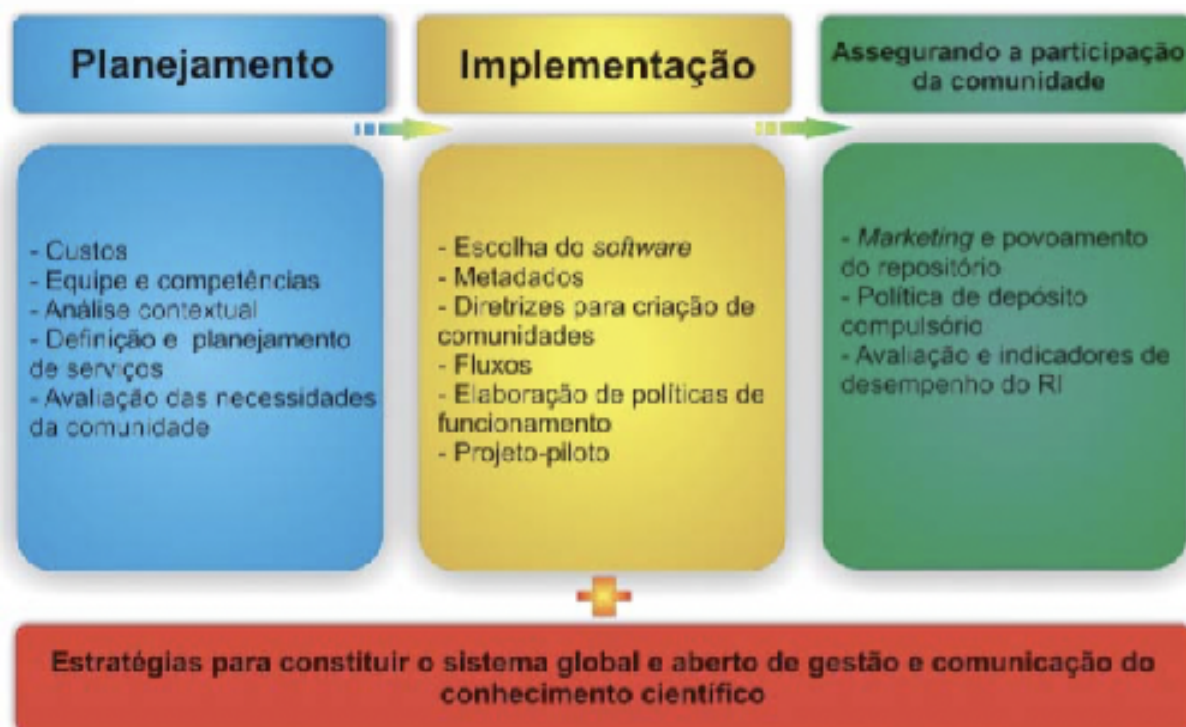 Planejamento
Implementação
Assegurando a participação
da comunidade
- Custos
- Equipe e competências
- Análise contextual
- Definição e planejamento
de serviços
- Avaliação das necessidades
da comunidade
- Escolha do software
- Metadados
- Diretrizes para criação de
comunidades
- Fluxos
- Elaboração de políticas de
funcionamento
- Projeto-piloto
- Marketing e povoamento
do repositório
- Política de depósito
compulsório
- Avaliação e indicadores de
desempenho do RI
Estratégias para constituir o sistema global e aberto de gestão e comunicação do
conhecimento científico